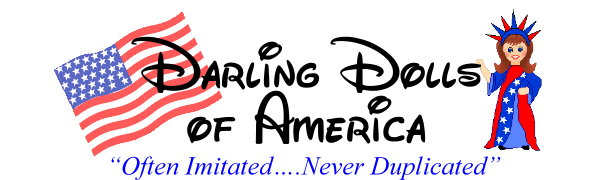 Darling Dolls
of America
“Often Imitated....Never Duplicated”